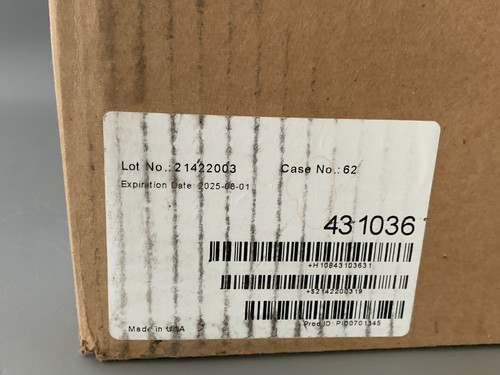 Lot No.: 21422003 Case No.: 62
Expiration Date: 2025-08-01
431036
+H10843103631
+$2142200319
Made in USA Prod ID: PID0701345